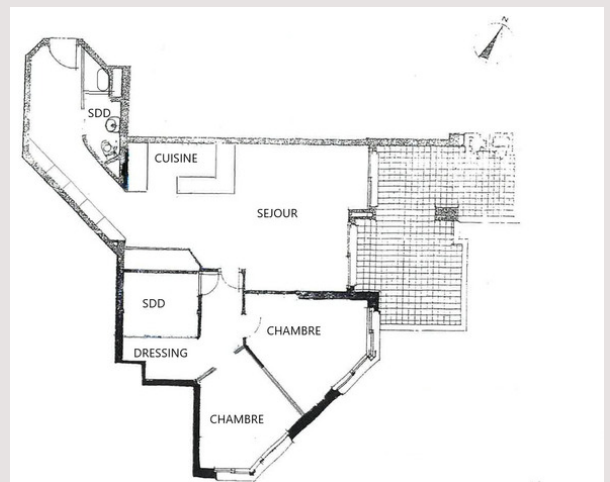 N
SDD
CUISINE
SEJOUR
SDD
CHAMBRE
DRESSING
CHAMBRE